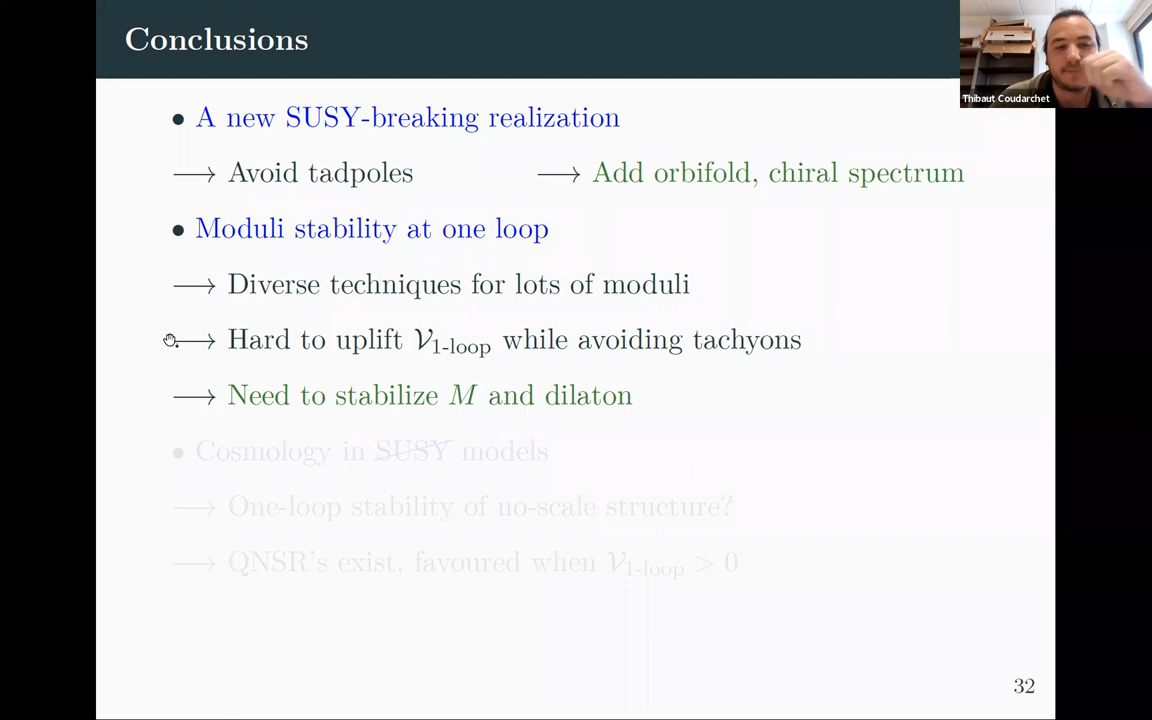 Conclusions
Thibaut Coudarchet
• A new SUSY-breaking realization
⟶ Avoid tadpoles ⟶ Add orbifold, chiral spectrum
• Moduli stability at one loop
⟶ Diverse techniques for lots of moduli
⟶ Hard to uplift 𝒱1-loop while avoiding tachyons
⟶ Need to stabilize M and dilaton
• Cosmology in S̸U̸S̸Y̸ models
⟶ One-loop stability of no-scale structure?
⟶ QNSR's exist, favoured when 𝒱1-loop > 0
32